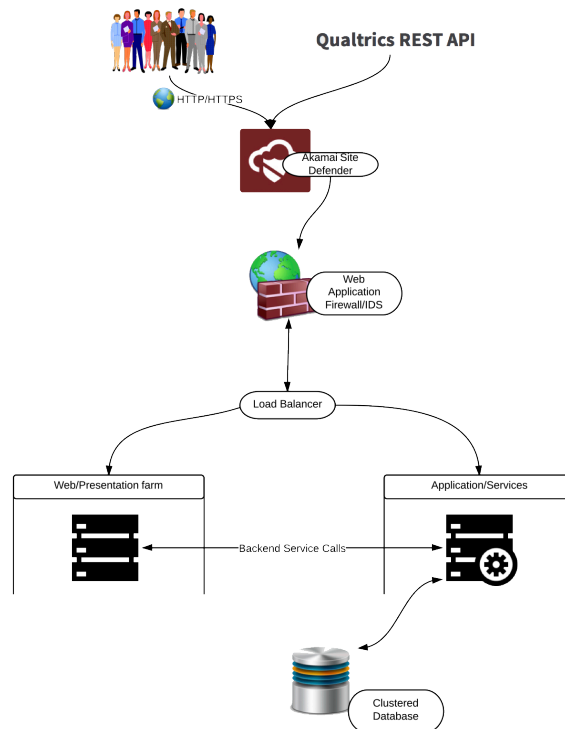 Qualtrics REST API
HTTP/HTTPS
Akamai Site
Defender
Web
Application
Firewall/IDS
Load Balancer
Web/Presentation farm
Application/Services
Backend Service Calls
Clustered
Database